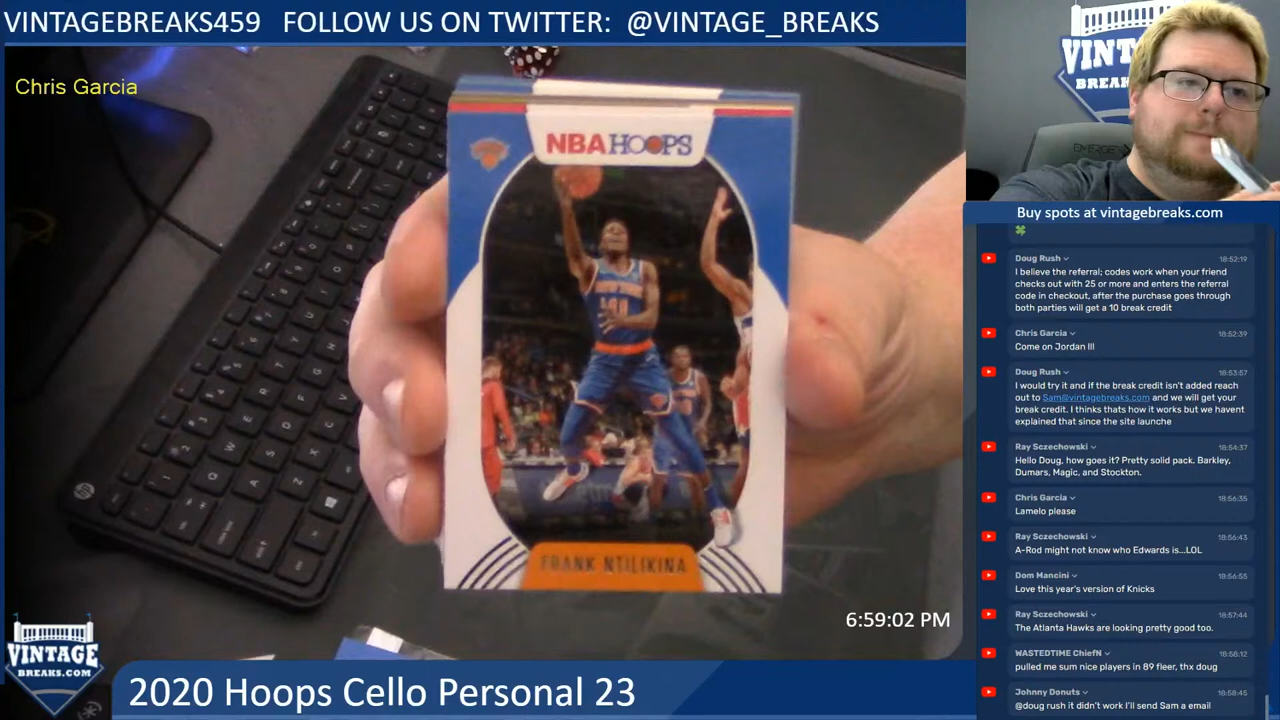 VINTAGEBREAKS459 FOLLOW US ON TWITTER: @VINTAGE_BREAKS
Chris Garcia
NBA HOOPS
FRANK NTILIKINA
6:59:02 PM
VINTAGE
BREAKS.COM
2020 Hoops Cello Personal 23
Buy spots at vintagebreaks.com
Doug Rush 18:52:19
I believe the referral; codes work when your friend
checks out with 25 or more and enters the referral
code in checkout, after the purchase goes through
both parties will get a 10 break credit
Chris Garcia 18:52:39
Come on Jordan III
Doug Rush 18:53:57
I would try it and if the break credit isn't added reach
out to Sam@vintagebreaks.com and we will get your
break credit. I thinks thats how it works but we havent
explained that since the site launche
Ray Sczechowski 18:54:37
Hello Doug, how goes it? Pretty solid pack. Barkley,
Dumars, Magic, and Stockton.
Chris Garcia 18:56:35
Lamelo please
Ray Sczechowski 18:56:43
A-Rod might not know who Edwards is...LOL
Dom Mancini 18:56:55
Love this year's version of Knicks
Ray Sczechowski 18:57:44
The Atlanta Hawks are looking pretty good too.
WASTEDTIME ChiefN 18:58:12
pulled me sum nice players in 89 fleer, thx doug
Johnny Donuts 18:58:45
@doug rush it didn't work I'll send Sam a email